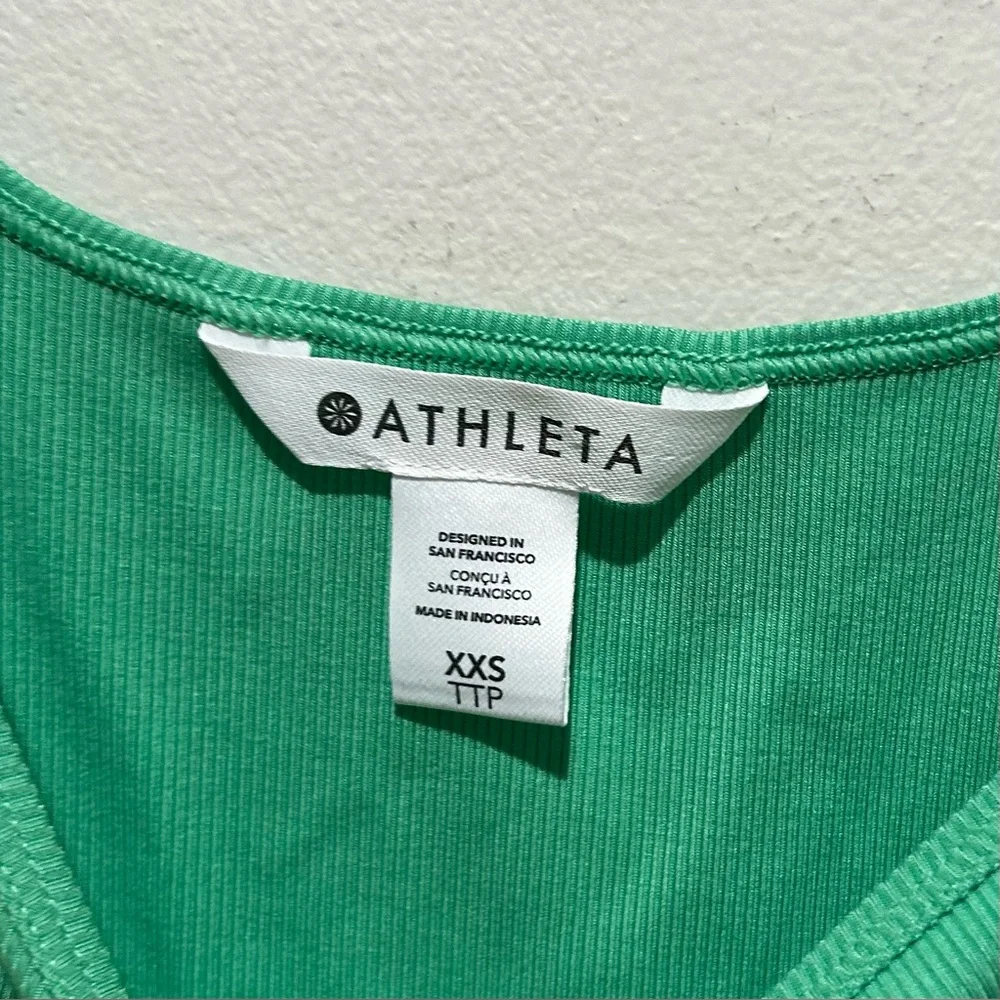 ATHLETA
DESIGNED IN
SAN FRANCISCO
CONÇU À
SAN FRANCISCO
MADE IN INDONESIA
XXS
TTP